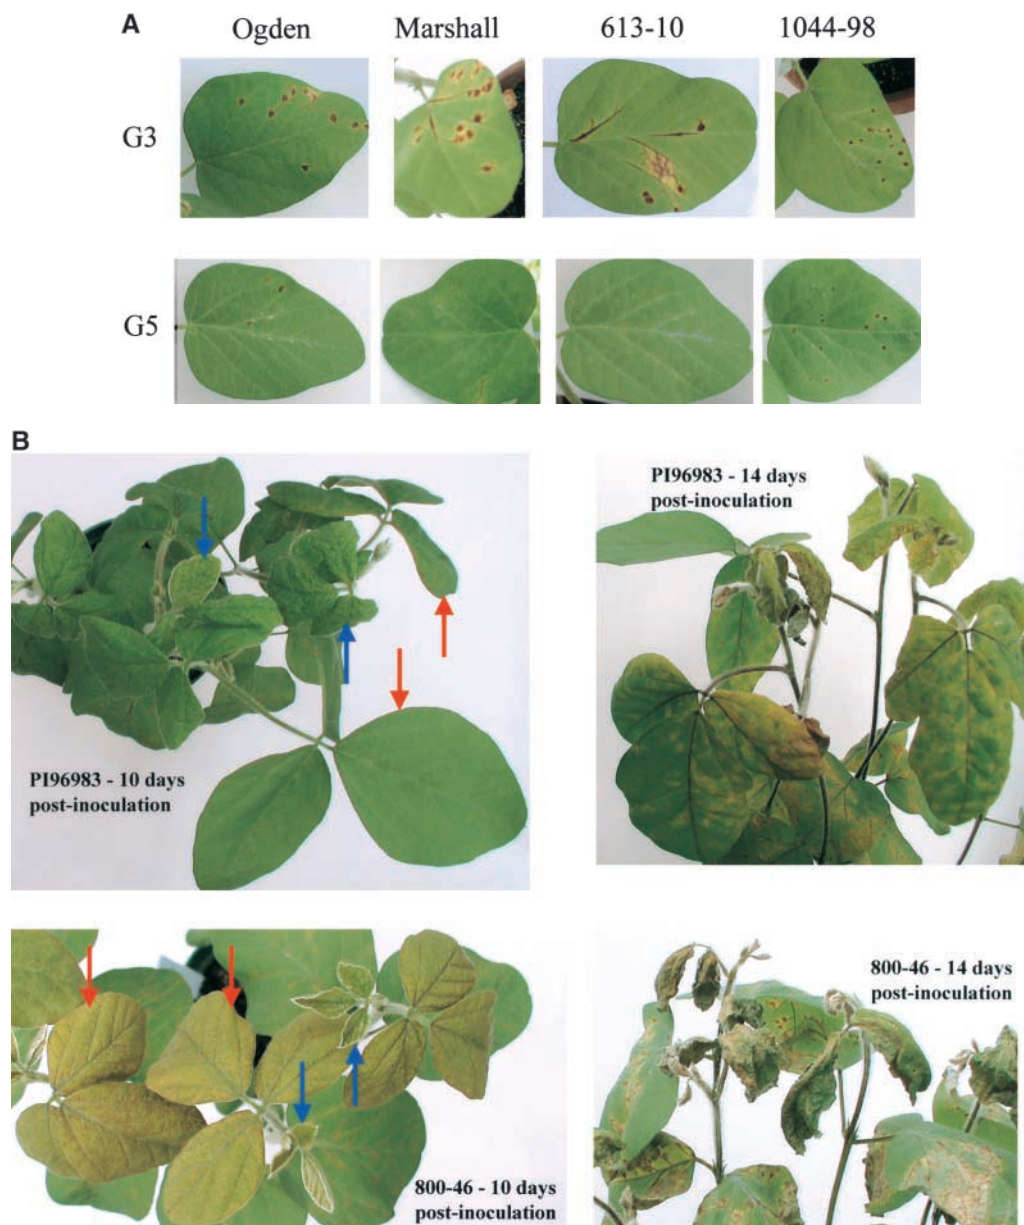 A
Ogden Marshall 613-10 1044-98
G3
G5
B
PI96983 - 10 days
post-inoculation
PI96983 - 14 days
post-inoculation
800-46 - 10 days
post-inoculation
800-46 - 14 days
post-inoculation